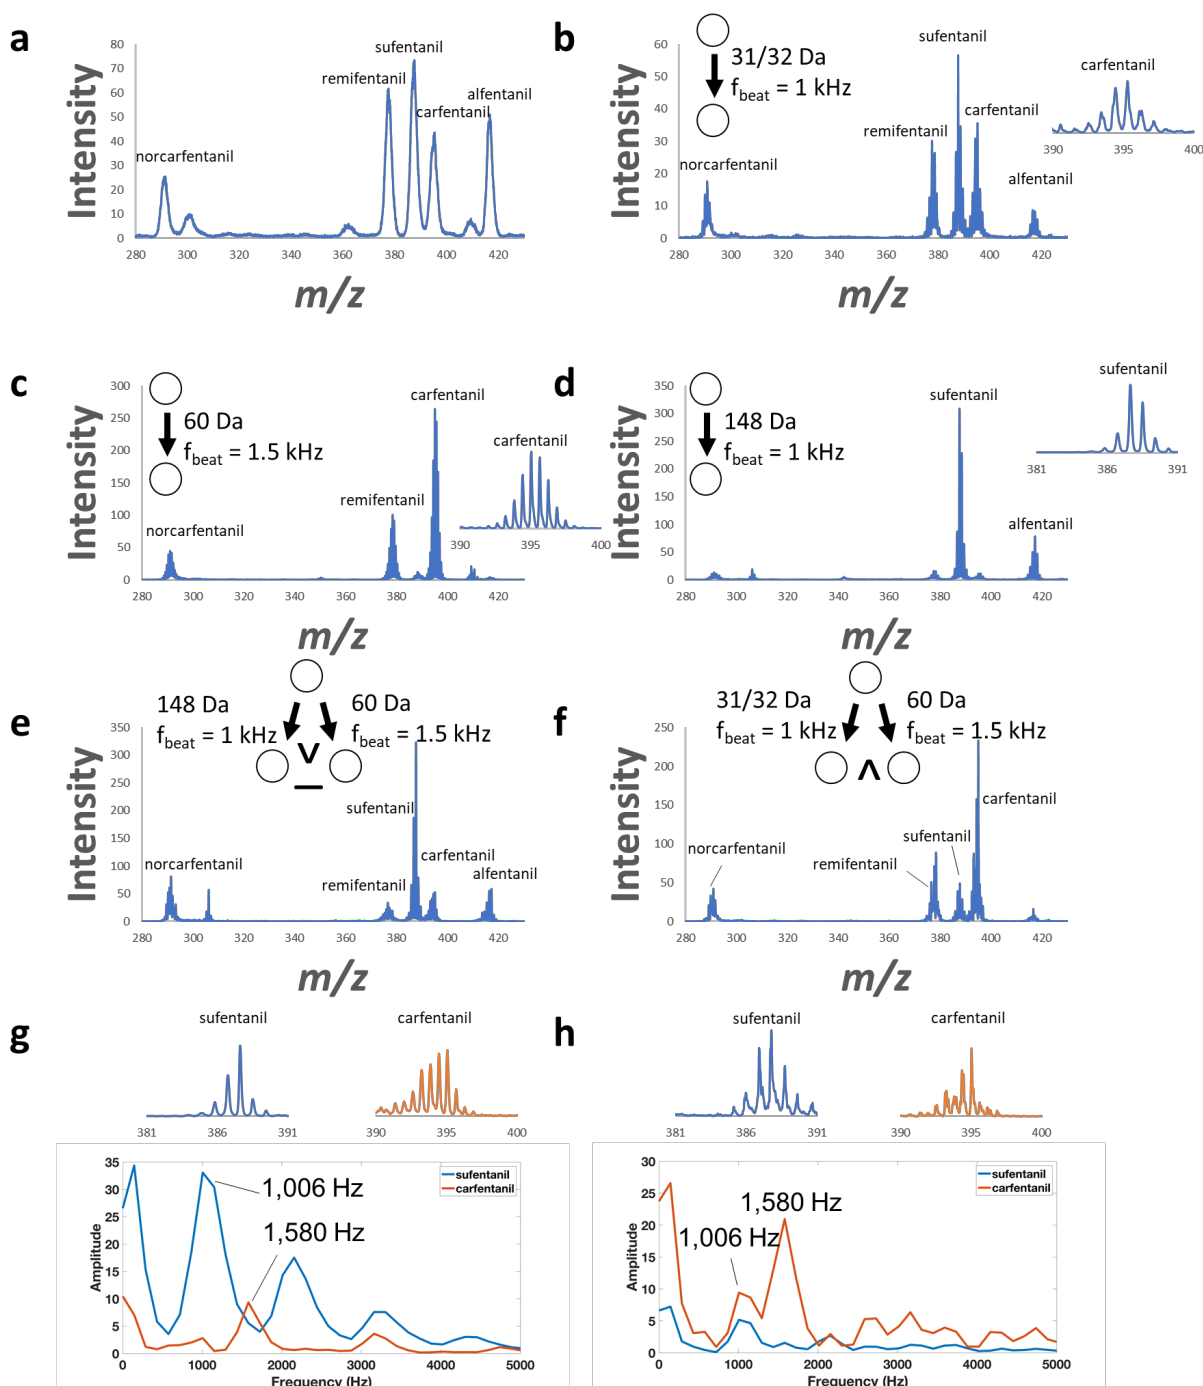 a
Intensity
80
70
60
50
40
30
20
10
0
sufentanil
remifentanil
alfentanil
carfentanil
norcarfentanil
280 300 320 340 360 380 400 420
m/z
b
Intensity
60
50
40
30
20
10
0
31/32 Da
fbeat = 1 kHz
sufentanil
carfentanil
remifentanil
norcarfentanil
alfentanil
carfentanil
390 395 400
280 300 320 340 360 380 400 420
m/z
c
Intensity
300
250
200
150
100
50
0
60 Da
fbeat = 1.5 kHz
carfentanil
remifentanil
norcarfentanil
carfentanil
390 395 400
280 300 320 340 360 380 400 420
m/z
d
Intensity
350
300
250
200
150
100
50
0
148 Da
fbeat = 1 kHz
sufentanil
alfentanil
sufentanil
381 386 391
280 300 320 340 360 380 400 420
m/z
e
Intensity
350
300
250
200
150
100
50
0
148 Da
fbeat = 1 kHz
60 Da
fbeat = 1.5 kHz
V
sufentanil
norcarfentanil
remifentanil
carfentanil
alfentanil
280 300 320 340 360 380 400 420
m/z
f
Intensity
250
200
150
100
50
0
31/32 Da
fbeat = 1 kHz
60 Da
fbeat = 1.5 kHz
Λ
carfentanil
sufentanil
norcarfentanil
remifentanil
280 300 320 340 360 380 400 420
m/z
g
sufentanil
381 386 391
carfentanil
390 395 400
Amplitude
35
30
25
20
15
10
5
0
1,006 Hz
1,580 Hz
sufentanil
carfentanil
0 1000 2000 3000 4000 5000
Frequency (Hz)
h
sufentanil
381 386 391
carfentanil
390 395 400
Amplitude
30
25
20
15
10
5
0
1,580 Hz
1,006 Hz
sufentanil
carfentanil
0 1000 2000 3000 4000 5000
Frequency (Hz)